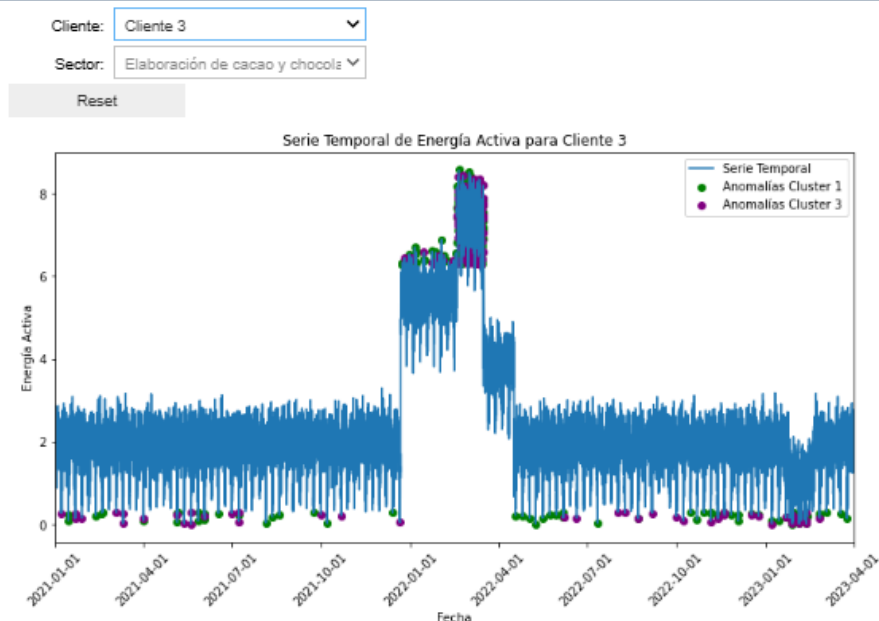 Cliente: Cliente 3
Sector: Elaboración de cacao y chocola
Reset
Serie Temporal de Energía Activa para Cliente 3
Serie Temporal
Anomalías Cluster 1
Anomalías Cluster 3
Energía Activa
8
6
4
2
0
2021-01-01
2021-04-01
2021-07-01
2021-10-01
2022-01-01
2022-04-01
2022-07-01
2022-10-01
2023-01-01
2023-04-01
Fecha